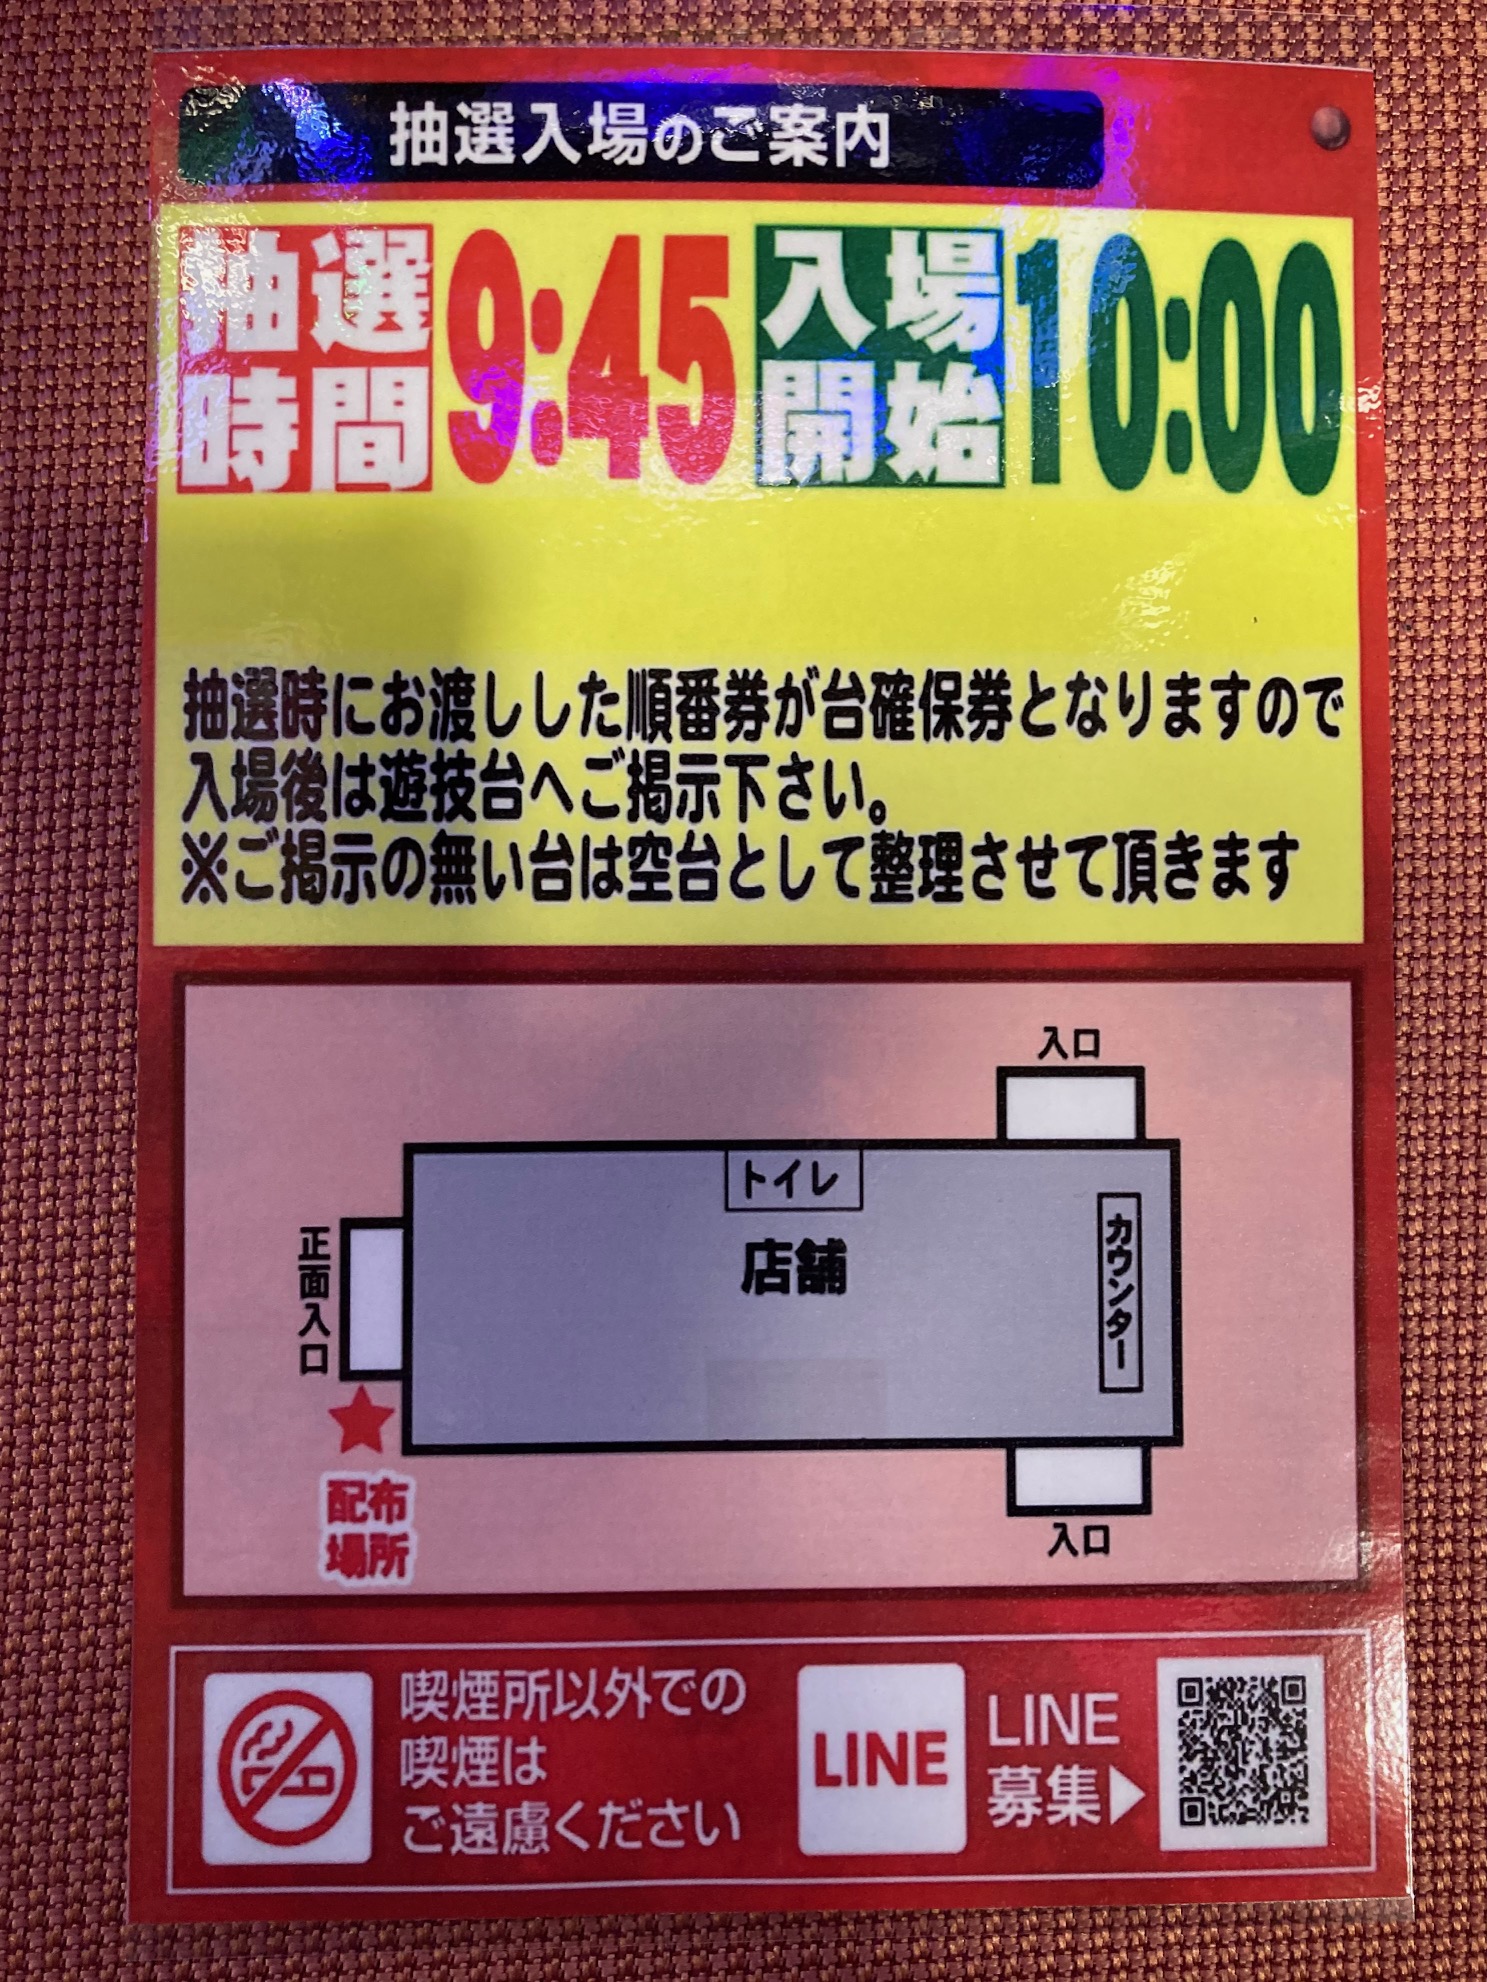 抽選入場のご案内
抽選時間 9:45 入場開始 10:00
抽選時にお渡しした順番券が台確保券となりますので
入場後は遊技台へご掲示下さい。
※ご掲示の無い台は空台として整理させて頂きます
入口
トイレ
店舗
カウンター
正面入口
配布
場所
入口
喫煙所以外での
喫煙は
ご遠慮ください
LINE
LINE
募集▶